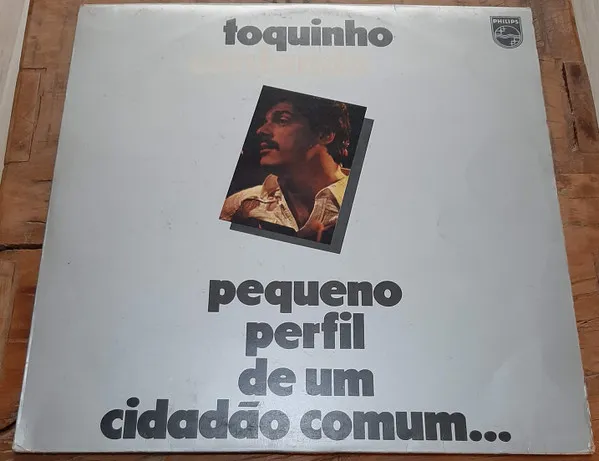 toquinho
PHILIPS
pequeno
perfil
de um
cidadão comum...